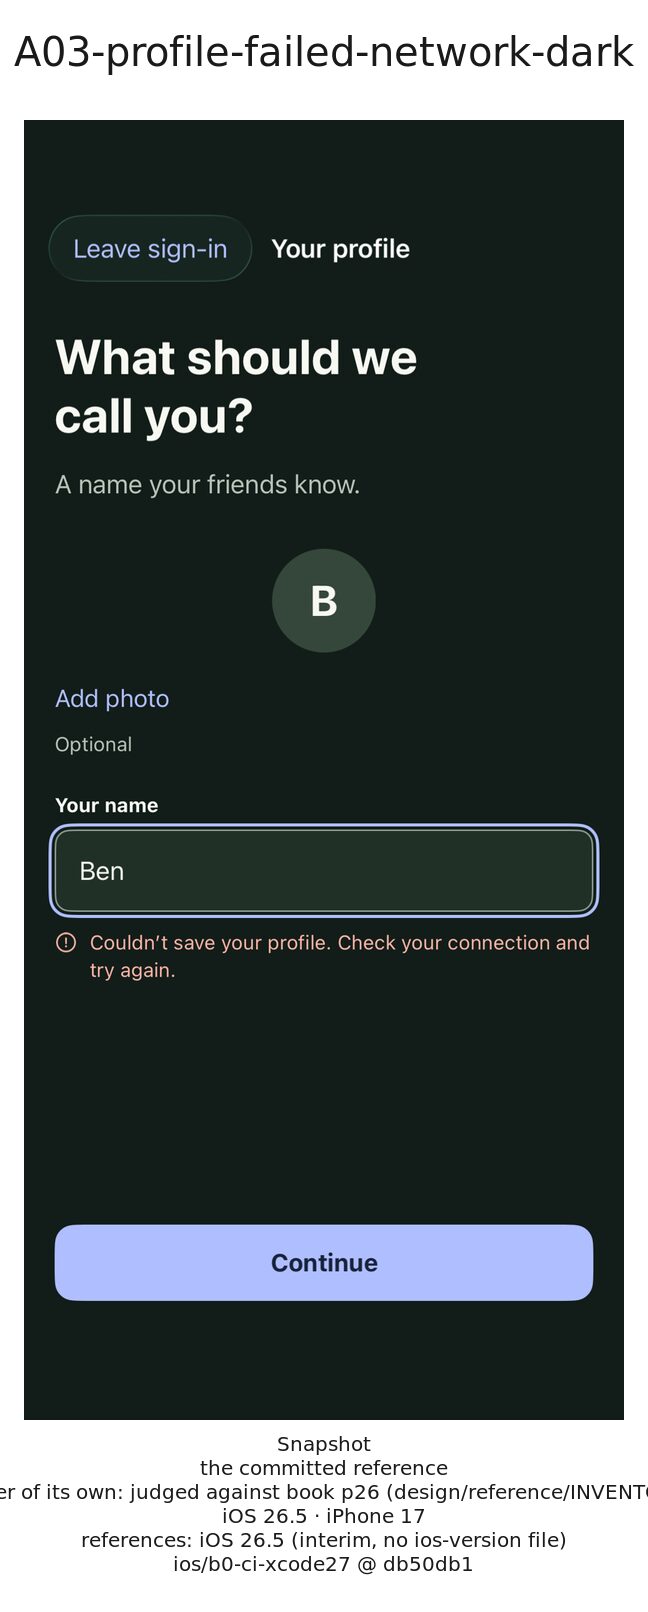 A03-profile-failed-network-dark
Leave sign-in
Your profile
What should we
call you?
A name your friends know.
B
Add photo
Optional
Your name
Ben
Couldn’t save your profile. Check your connection and
try again.
Continue
Snapshot
the committed reference
of its own: judged against book p26 (design/reference/
iOS 26.5 · iPhone 17
references: iOS 26.5 (interim, no ios-version file)
ios/b0-ci-xcode27 @ db50db1